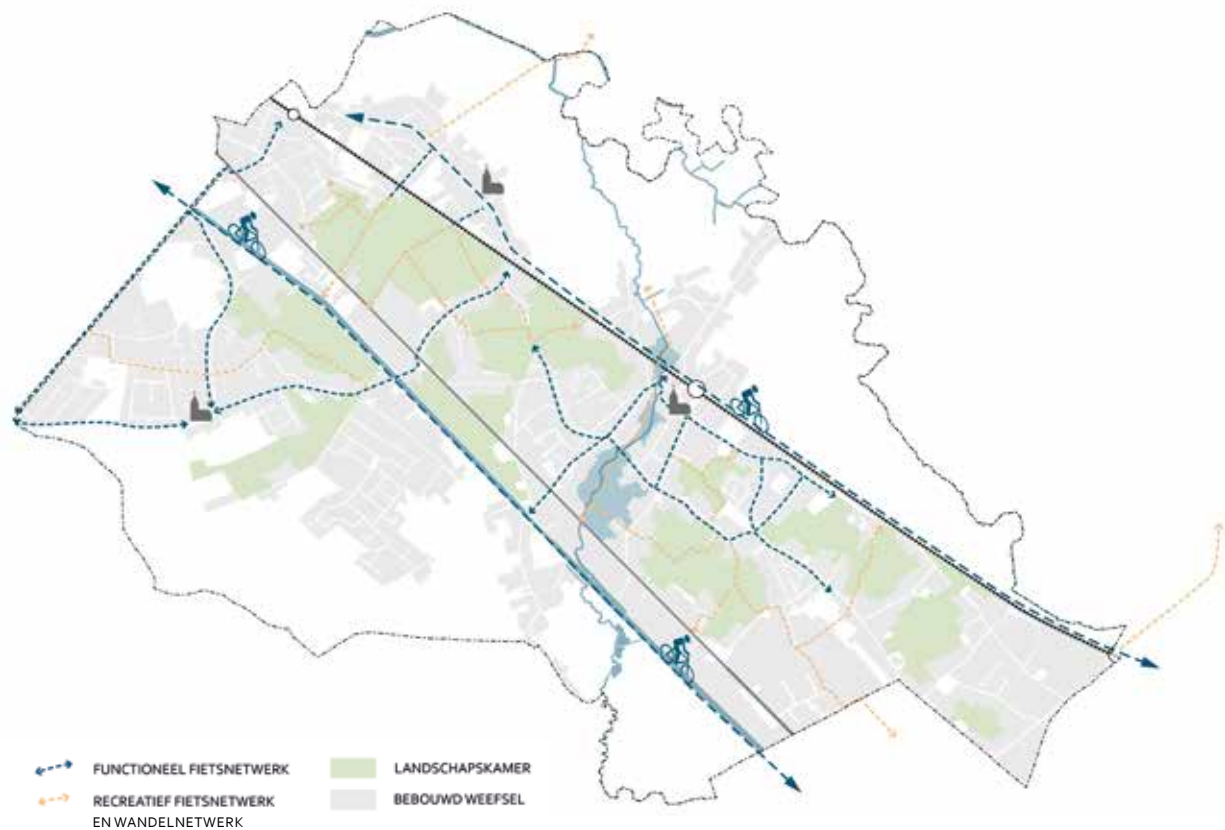 FUNCTIONEEL FIETSNETWERK
RECREATIEF FIETSNETWERK
EN WANDELNETWERK
LANDSCHAPSKAMER
BEBOUWD WEEFSEL